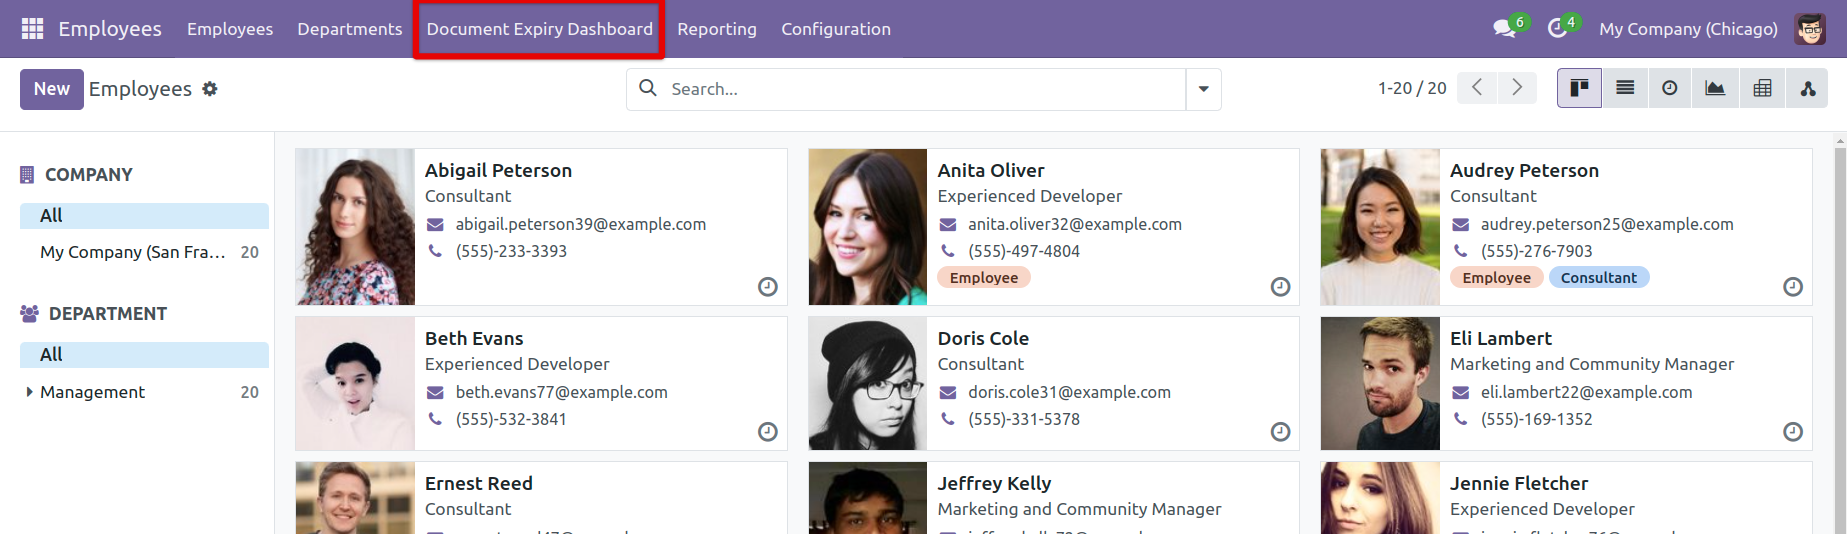 Employees Employees Departments Document Expiry Dashboard Reporting Configuration 6 4 My Company (Chicago)
New Employees Search... 1-20 / 20
COMPANY
All
My Company (San Fra... 20
DEPARTMENT
All
Management 20
Abigail Peterson
Consultant
abigail.peterson39@example.com
(555)-233-3393
Anita Oliver
Experienced Developer
anita.oliver32@example.com
(555)-497-4804
Employee
Audrey Peterson
Consultant
audrey.peterson25@example.com
(555)-276-7903
Employee Consultant
Beth Evans
Experienced Developer
beth.evans77@example.com
(555)-532-3841
Doris Cole
Consultant
doris.cole31@example.com
(555)-331-5378
Eli Lambert
Marketing and Community Manager
eli.lambert22@example.com
(555)-169-1352
Ernest Reed
Consultant
Jeffrey Kelly
Marketing and Community Manager
Jennie Fletcher
Experienced Developer